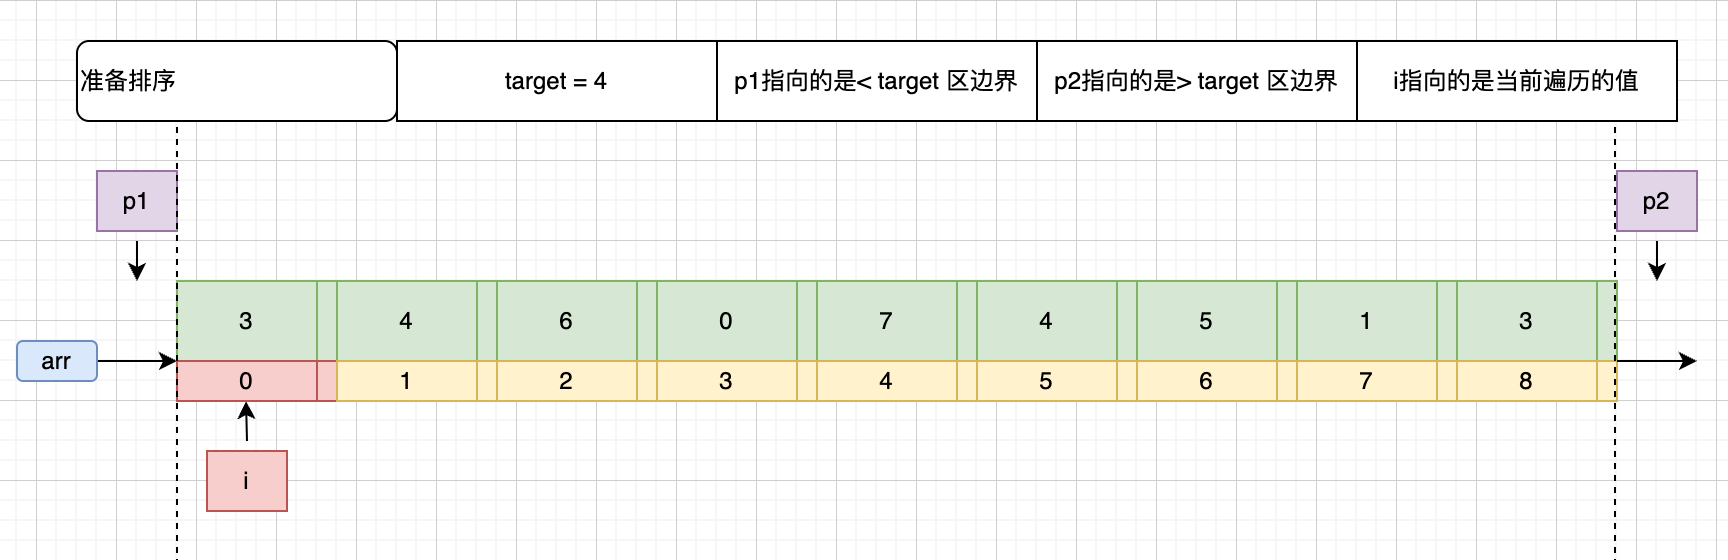 准备排序
target = 4
p1指向的是< target 区边界
p2指向的是> target 区边界
i指向的是当前遍历的值
p1
p2
arr
3 4 6 0 7 4 5 1 3
0 1 2 3 4 5 6 7 8
i